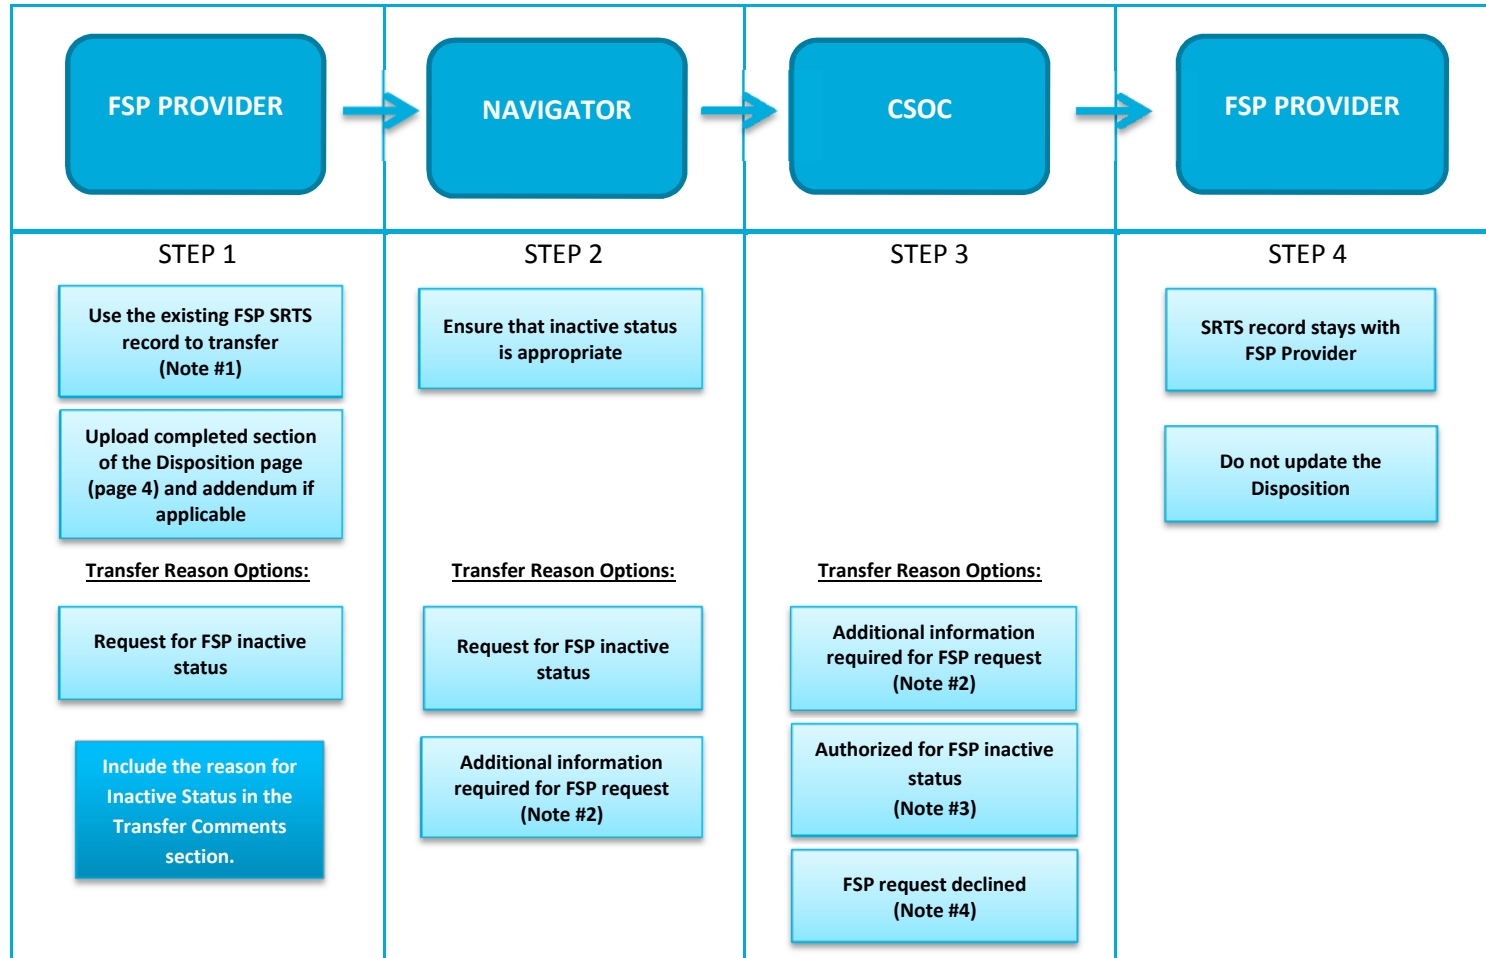 FSP PROVIDER
NAVIGATOR
CSOC
FSP PROVIDER
STEP 1
Use the existing FSP SRTS
record to transfer
(Note #1)
Upload completed section
of the Disposition page
(page 4) and addendum if
applicable
Transfer Reason Options:
Request for FSP inactive
status
Include the reason for
Inactive Status in the
Transfer Comments
section.
STEP 2
Ensure that inactive status
is appropriate
Transfer Reason Options:
Request for FSP inactive
status
Additional information
required for FSP request
(Note #2)
STEP 3
Transfer Reason Options:
Additional information
required for FSP request
(Note #2)
Authorized for FSP inactive
status
(Note #3)
FSP request declined
(Note #4)
STEP 4
SRTS record stays with
FSP Provider
Do not update the
Disposition